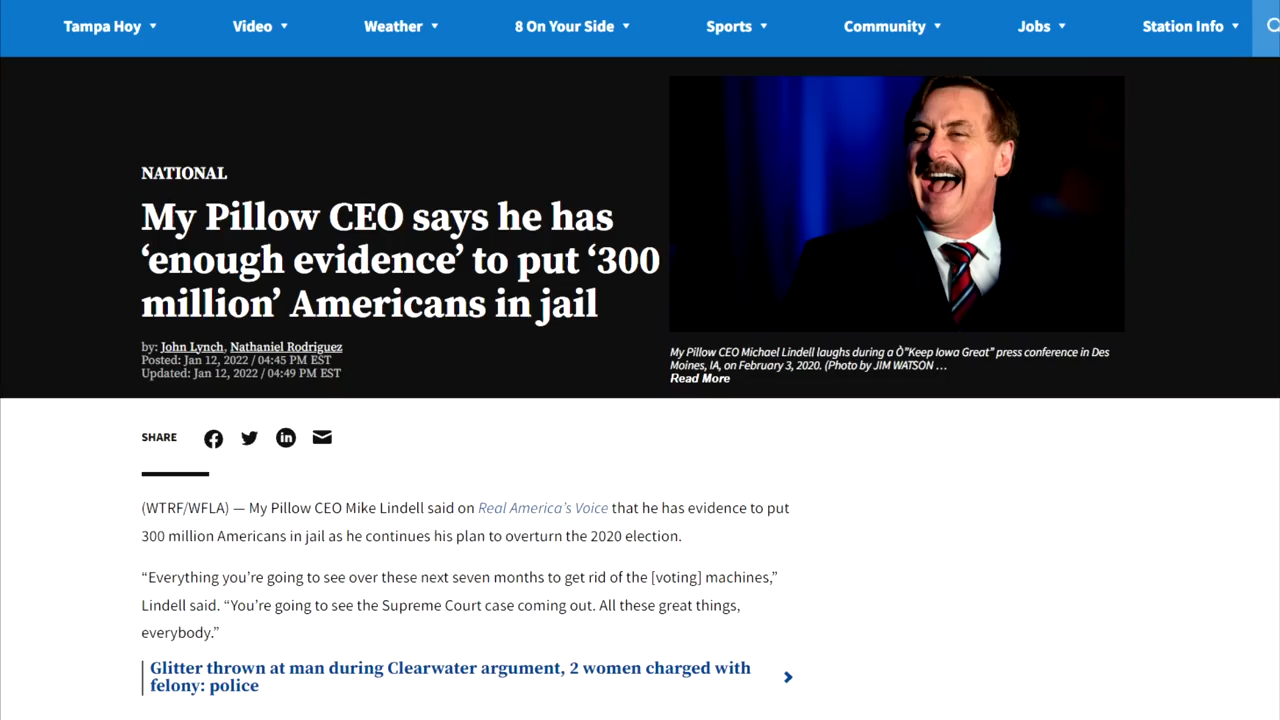 Tampa Hoy Video Weather 8 On Your Side Sports Community Jobs Station Info
NATIONAL
My Pillow CEO says he has
‘enough evidence’ to put ‘300
million’ Americans in jail
by: John Lynch, Nathaniel Rodriguez
Posted: Jan 12, 2022 / 04:45 PM EST
Updated: Jan 12, 2022 / 04:49 PM EST
My Pillow CEO Michael Lindell laughs during a Ò"Keep Iowa Great" press conference in Des
Moines, IA, on February 3, 2020. (Photo by JIM WATSON …
Read More
SHARE
(WTRF/WFLA) — My Pillow CEO Mike Lindell said on Real America’s Voice that he has evidence to put
300 million Americans in jail as he continues his plan to overturn the 2020 election.
“Everything you’re going to see over these next seven months to get rid of the [voting] machines,”
Lindell said. “You’re going to see the Supreme Court case coming out. All these great things,
everybody.”
Glitter thrown at man during Clearwater argument, 2 women charged with
felony: police